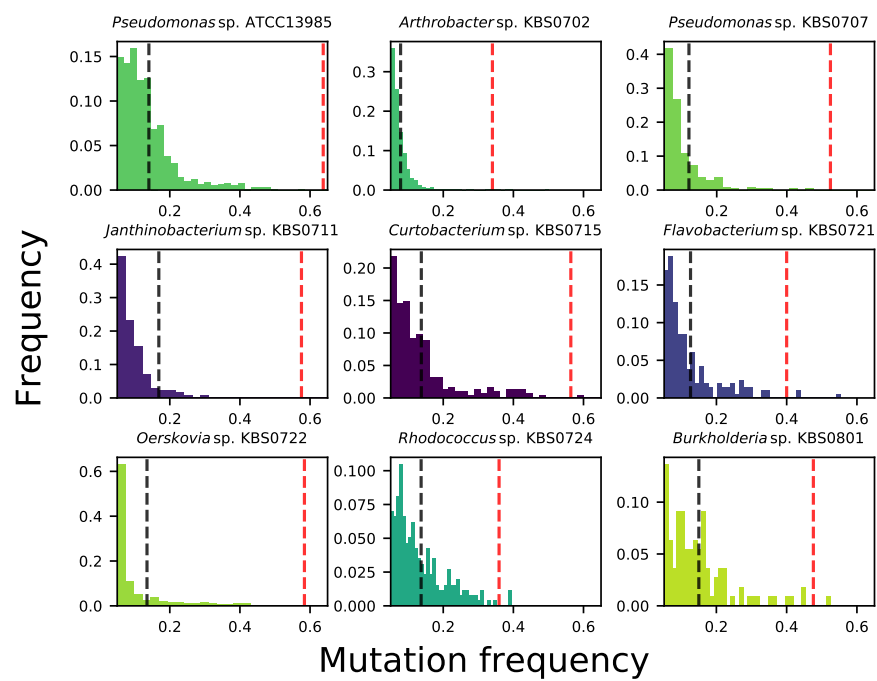 Pseudomonas sp. ATCC13985
Arthrobacter sp. KBS0702
Pseudomonas sp. KBS0707
0.15
0.10
0.05
0.00
0.2 0.4 0.6
0.3
0.2
0.1
0.0
0.2 0.4 0.6
0.4
0.3
0.2
0.1
0.0
0.2 0.4 0.6
Janthinobacterium sp. KBS0711
Curtobacterium sp. KBS0715
Flavobacterium sp. KBS0721
0.4
0.3
0.2
0.1
0.0
0.2 0.4 0.6
0.20
0.15
0.10
0.05
0.00
0.2 0.4 0.6
0.15
0.10
0.05
0.00
0.2 0.4 0.6
Oerskovia sp. KBS0722
Rhodococcus sp. KBS0724
Burkholderia sp. KBS0801
0.6
0.4
0.2
0.0
0.2 0.4 0.6
0.100
0.075
0.050
0.025
0.000
0.2 0.4 0.6
0.10
0.05
0.00
0.2 0.4 0.6
Frequency
Mutation frequency